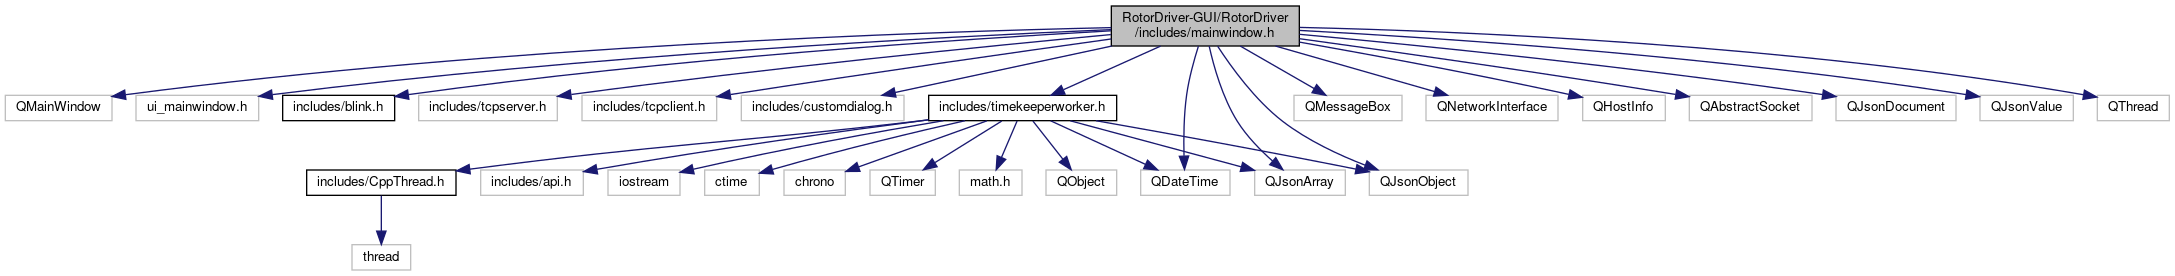 RotorDriver-GUI/RotorDriver
/includes/mainwindow.h
QMainWindow
ui_mainwindow.h
includes/blink.h
includes/tcpserver.h
includes/tcpclient.h
includes/customdialog.h
includes/timekeeperworker.h
QMessageBox
QNetworkInterface
QHostInfo
QAbstractSocket
QJsonDocument
QJsonValue
QThread
includes/CppThread.h
includes/api.h
iostream
ctime
chrono
QTimer
math.h
QObject
QDateTime
QJsonArray
QJsonObject
thread